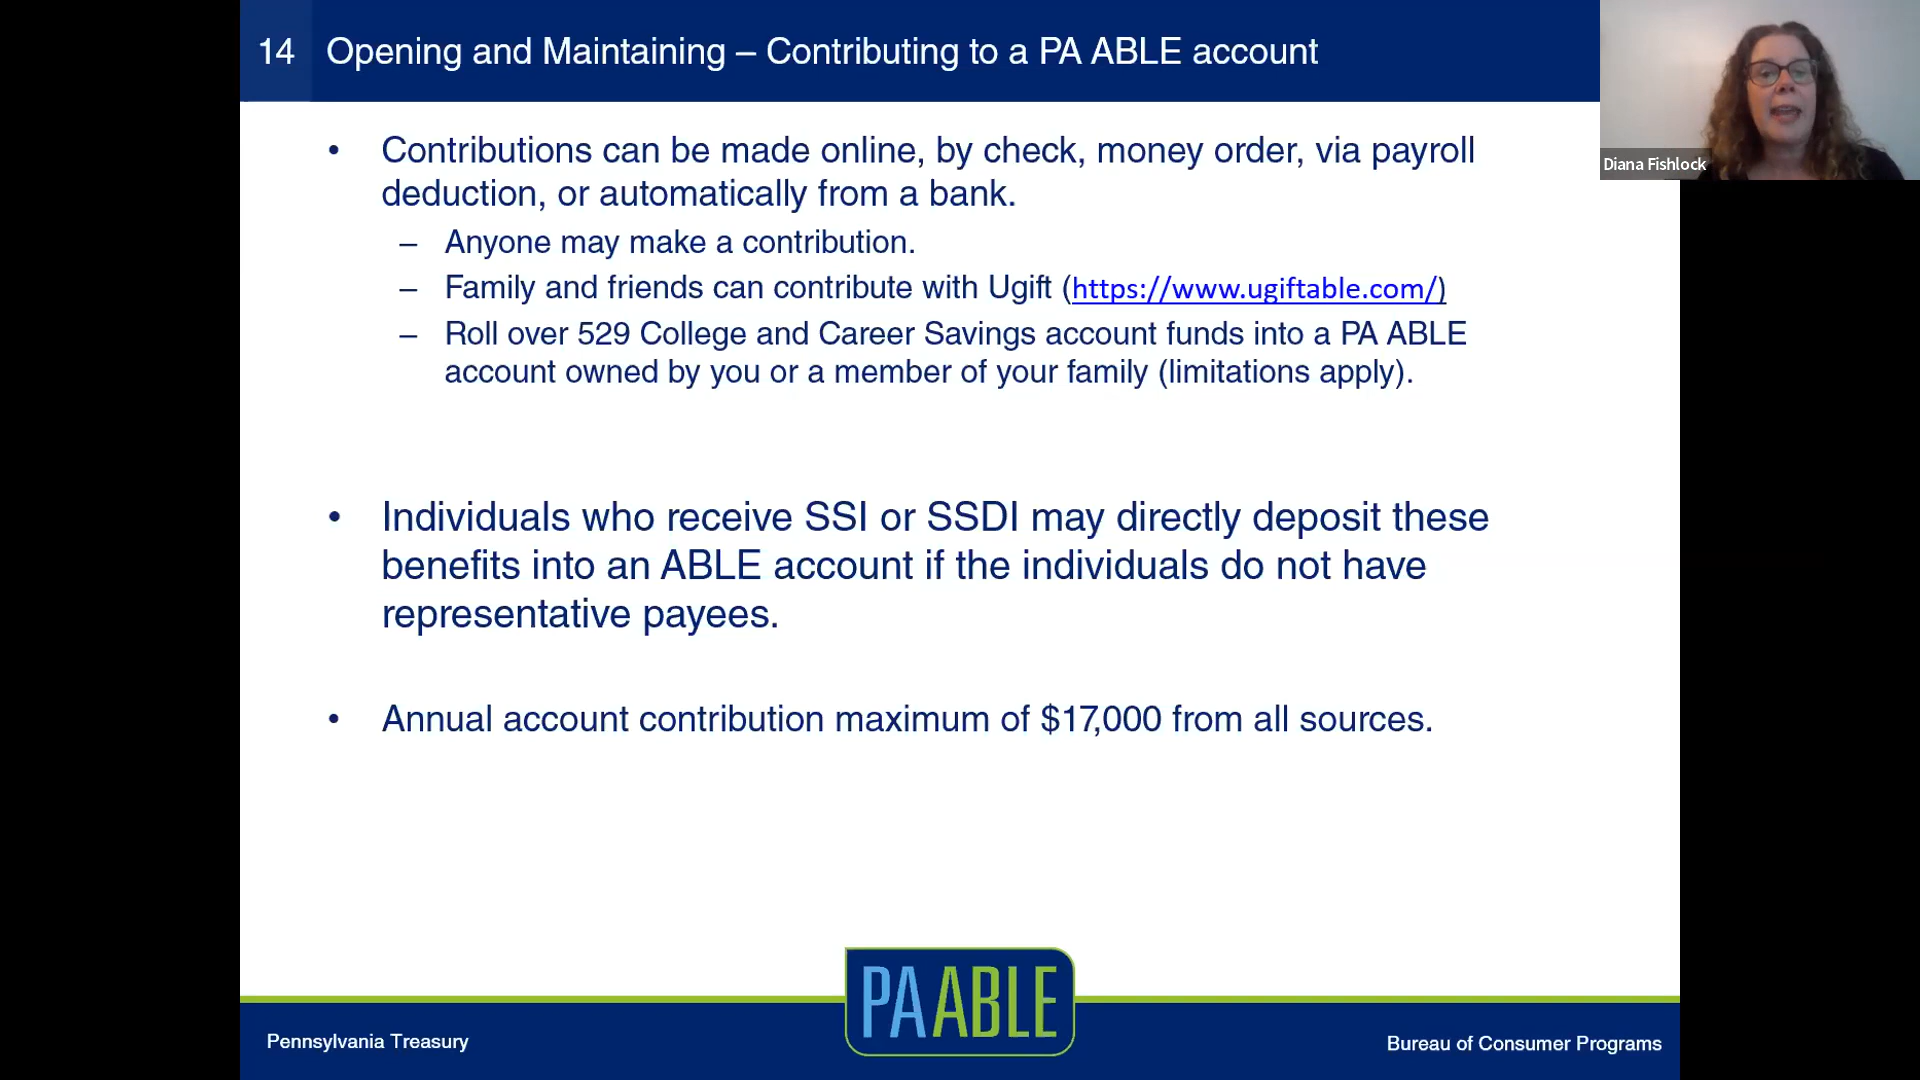 14 Opening and Maintaining – Contributing to a PA ABLE account
Diana Fishlock
• Contributions can be made online, by check, money order, via payroll
deduction, or automatically from a bank.
– Anyone may make a contribution.
– Family and friends can contribute with Ugift (https://www.ugiftable.com/)
– Roll over 529 College and Career Savings account funds into a PA ABLE
account owned by you or a member of your family (limitations apply).
• Individuals who receive SSI or SSDI may directly deposit these
benefits into an ABLE account if the individuals do not have
representative payees.
• Annual account contribution maximum of $17,000 from all sources.
PAABLE
Pennsylvania Treasury
Bureau of Consumer Programs